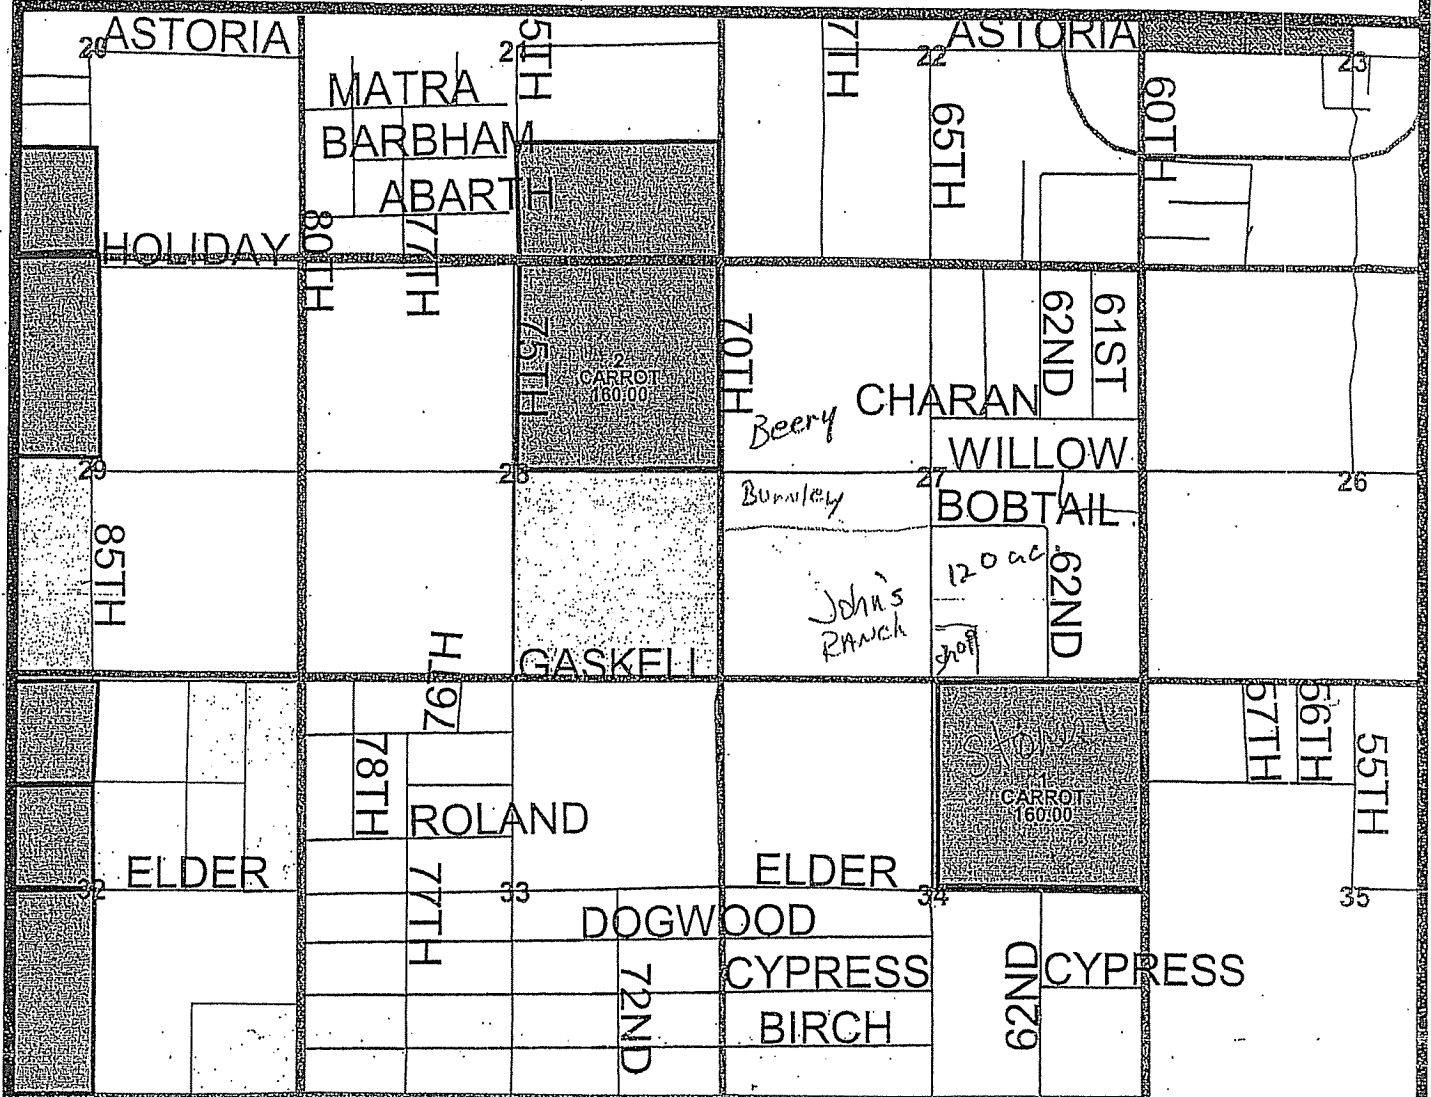 ASTORIA
20
21
5TH
7TH
22
ASTORIA
23
MATRA
60TH
65TH
BARBHAM
ABARTH
80TH
77TH
HOLIDAY
75TH
2
CARROT
160.00
70TH
62ND
61ST
CHARAN
Beery
WILLOW
29
28
27
26
Burnley
BOBTAIL
85TH
120 ac
62ND
John's
RANCH
GASKELL
79TH
78TH
57TH
56TH
55TH
1
CARROT
160.00
ROLAND
ELDER
ELDER
32
77TH
33
34
35
DOGWOOD
72ND
CYPRESS
62ND
CYPRESS
BIRCH